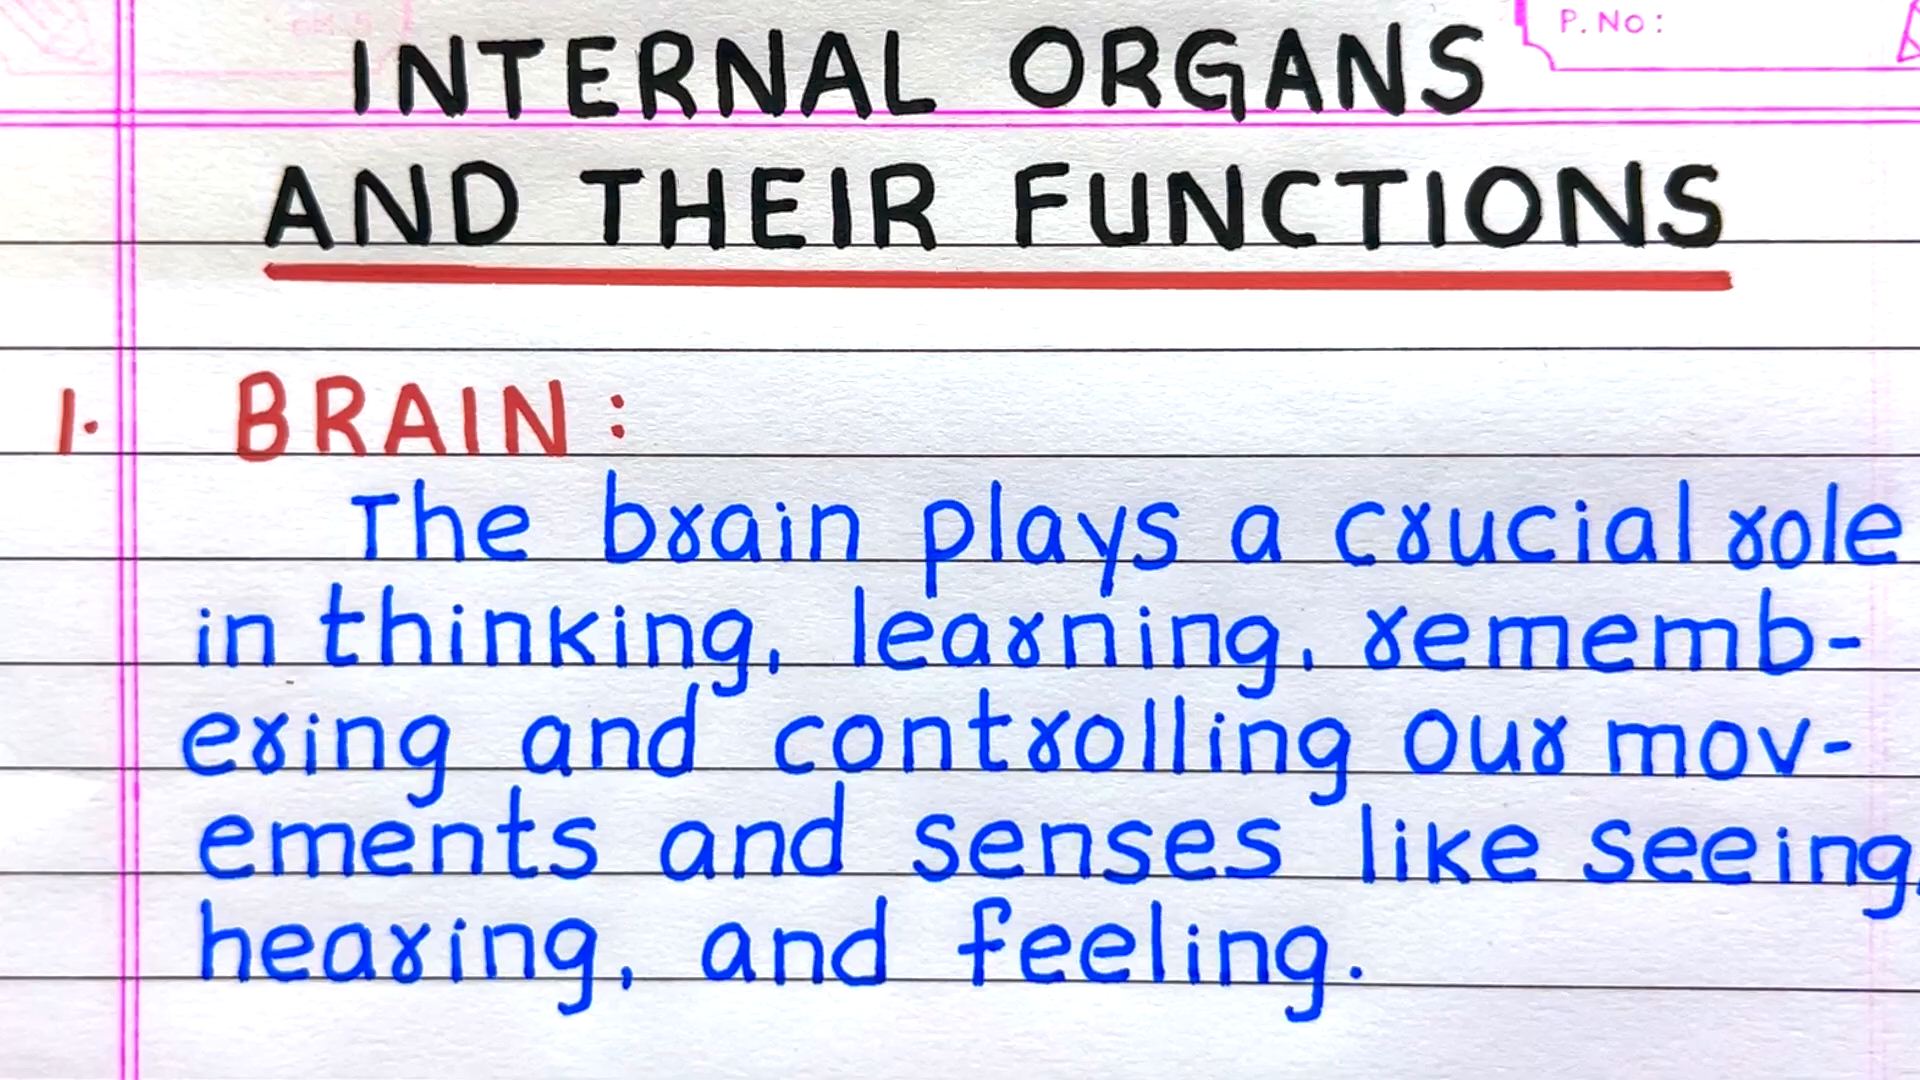 P. No:
INTERNAL ORGANS
AND THEIR FUNCTIONS
1. BRAIN:
The brain plays a crucial role
in thinking, learning, rememb-
ering and controlling our mov-
ements and senses like seeing,
hearing, and feeling.